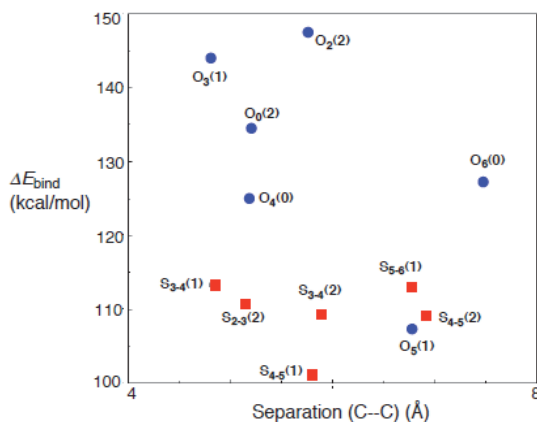 150
140
130
120
110
100
4
8
ΔE_bind
(kcal/mol)
Separation (C--C) (Å)
O₂(2)
O₃(1)
O₀(2)
O₆(0)
O₄(0)
S₅₋₆(1)
S₃₋₄(1)
S₃₋₄(2)
S₂₋₃(2)
S₄₋₅(2)
O₅(1)
S₄₋₅(1)